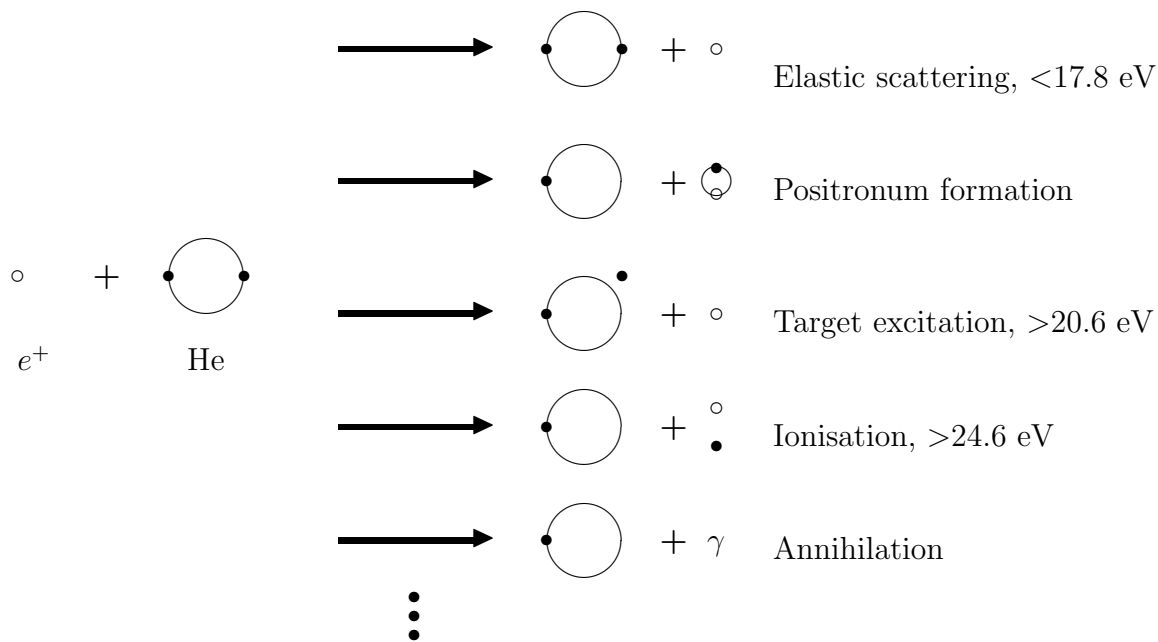 + Elastic scattering, <17.8 eV
+ Positronum formation
+
e⁺ He
+ Target excitation, >20.6 eV
+ Ionisation, >24.6 eV
+ γ Annihilation